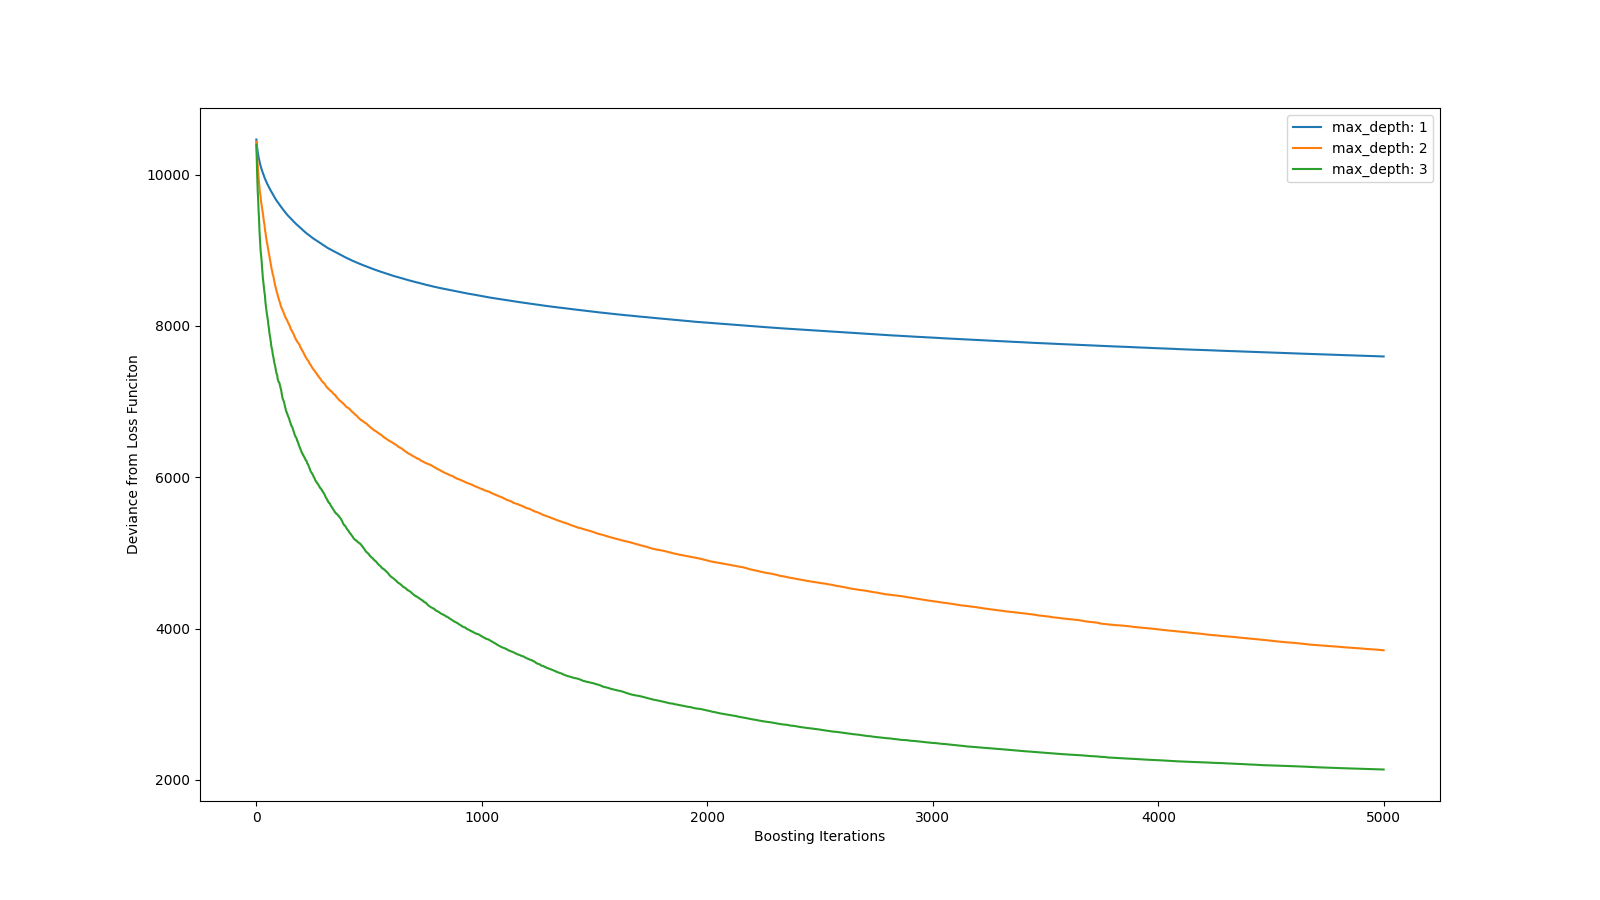 max_depth: 1
max_depth: 2
max_depth: 3
10000
8000
6000
4000
2000
Deviance from Loss Funciton
0 1000 2000 3000 4000 5000
Boosting Iterations